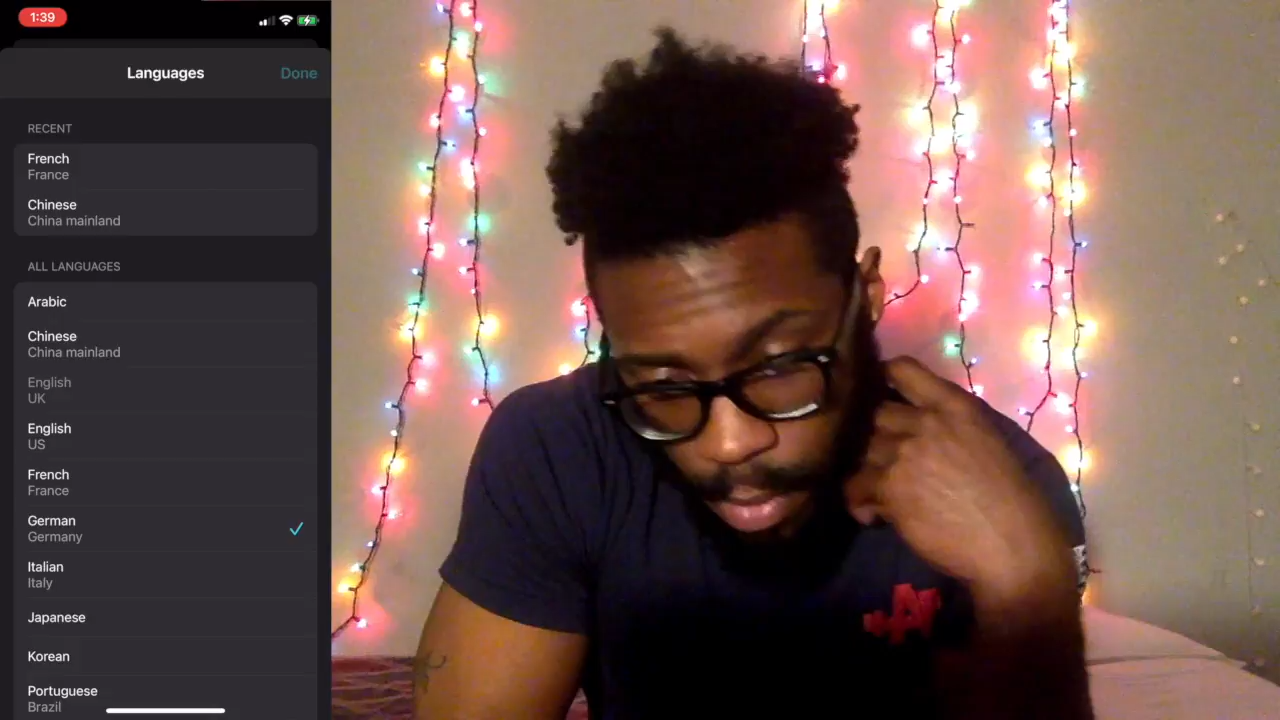 1:39
Languages
Done
RECENT
French
France
Chinese
China mainland
ALL LANGUAGES
Arabic
Chinese
China mainland
English
UK
English
US
French
France
German
Germany
Italian
Italy
Japanese
Korean
Portuguese
Brazil